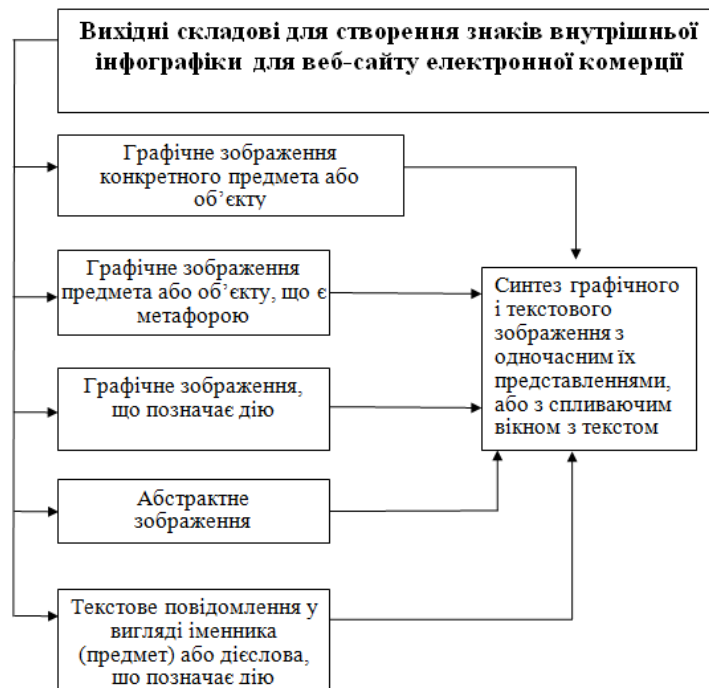 Вихідні складові для створення знаків внутрішньої
інфографіки для веб-сайту електронної комерції
Графічне зображення
конкретного предмета або
об’єкту
Графічне зображення
предмета або об’єкту, що є
метафорою
Графічне зображення,
що позначає дію
Абстрактне
зображення
Текстове повідомлення у
вигляді іменника
(предмет) або дієслова,
що позначає дію
Синтез графічного
і текстового
зображення з
одночасним їх
представленнями,
або з спливаючим
вікном з текстом